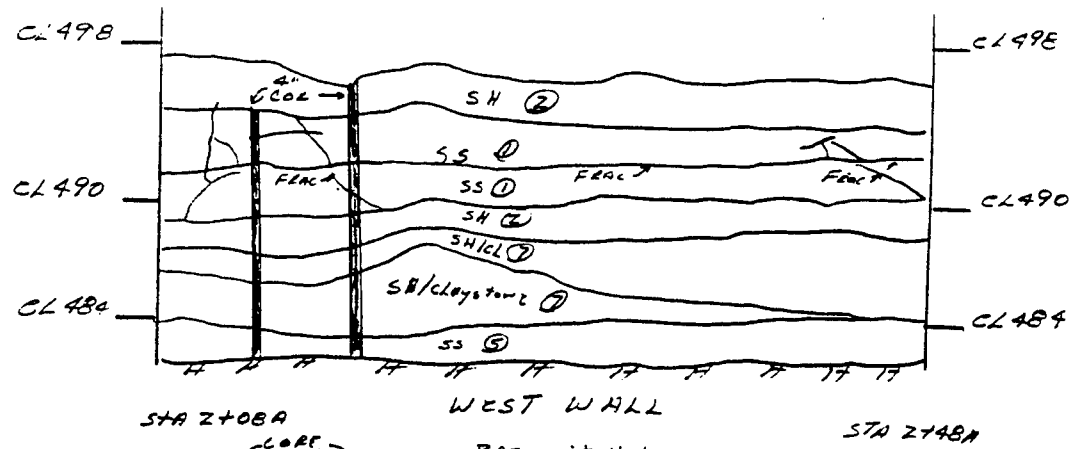 CL 498
CL 498
4"
COR
SH ②
SS ①
FRAC
FRAC
FRAC
SS ①
CL 490
CL 490
SH ②
SH/CL ⑦
SH/Claystone ⑦
CL 484
CL 484
SS ⑤
WEST WALL
STA 2+08A
STA 2+48A
CORE